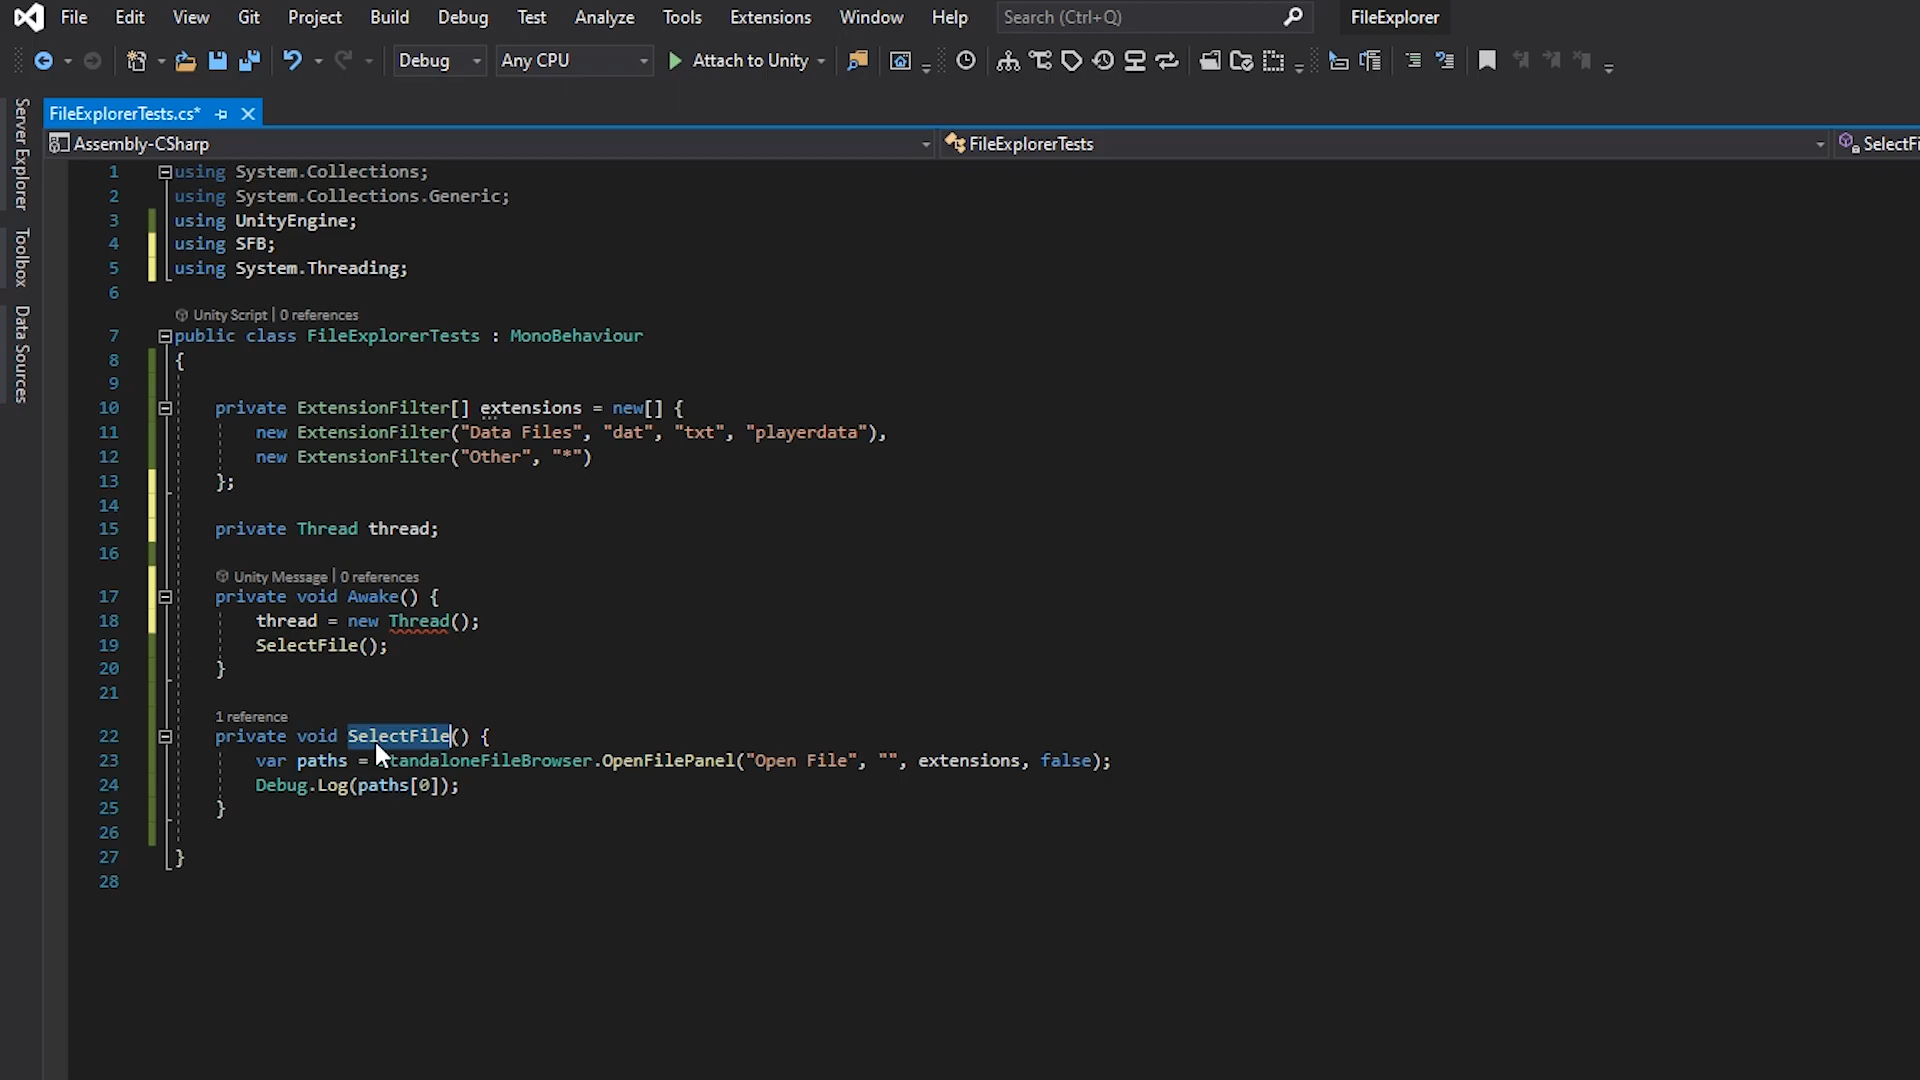 File Edit View Git Project Build Debug Test Analyze Tools Extensions Window Help Search (Ctrl+Q) FileExplorer
Debug Any CPU Attach to Unity
FileExplorerTests.cs*
Assembly-CSharp FileExplorerTests SelectFi
Server Explorer
Toolbox
Data Sources
1 using System.Collections;
2 using System.Collections.Generic;
3 using UnityEngine;
4 using SFB;
5 using System.Threading;
6
Unity Script | 0 references
7 public class FileExplorerTests : MonoBehaviour
8 {
9
10 private ExtensionFilter[] extensions = new[] {
11 new ExtensionFilter("Data Files", "dat", "txt", "playerdata"),
12 new ExtensionFilter("Other", "*")
13 };
14
15 private Thread thread;
16
Unity Message | 0 references
17 private void Awake() {
18 thread = new Thread();
19 SelectFile();
20 }
21
1 reference
22 private void SelectFile() {
23 var paths = StandaloneFileBrowser.OpenFilePanel("Open File", "", extensions, false);
24 Debug.Log(paths[0]);
25 }
26
27 }
28